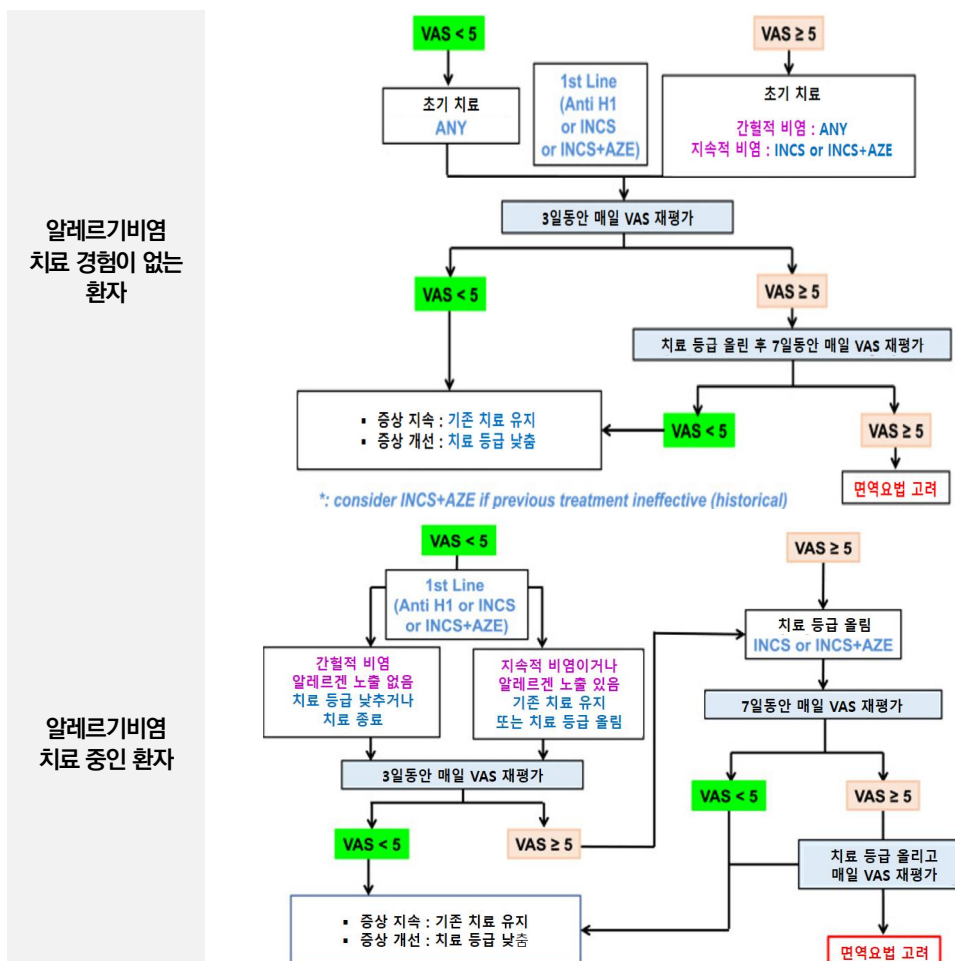 알레르기비염
치료 경험이 없는
환자
VAS < 5
VAS ≥ 5
초기 치료
ANY
1st Line
(Anti H1
or INCS
or INCS+AZE)
초기 치료
간헐적 비염 : ANY
지속적 비염 : INCS or INCS+AZE
3일동안 매일 VAS 재평가
VAS < 5
VAS ≥ 5
치료 등급 올린 후 7일동안 매일 VAS 재평가
▪ 증상 지속 : 기존 치료 유지
▪ 증상 개선 : 치료 등급 낮춤
VAS < 5
VAS ≥ 5
면역요법 고려
*: consider INCS+AZE if previous treatment ineffective (historical)
알레르기비염
치료 중인 환자
VAS < 5
VAS ≥ 5
1st Line
(Anti H1 or INCS
or INCS+AZE)
치료 등급 올림
INCS or INCS+AZE
간헐적 비염
알레르겐 노출 없음
치료 등급 낮추거나
치료 종료
지속적 비염이거나
알레르겐 노출 있음
기존 치료 유지
또는 치료 등급 올림
7일동안 매일 VAS 재평가
3일동안 매일 VAS 재평가
VAS < 5
VAS ≥ 5
VAS < 5
VAS ≥ 5
치료 등급 올리고
매일 VAS 재평가
▪ 증상 지속 : 기존 치료 유지
▪ 증상 개선 : 치료 등급 낮춤
면역요법 고려